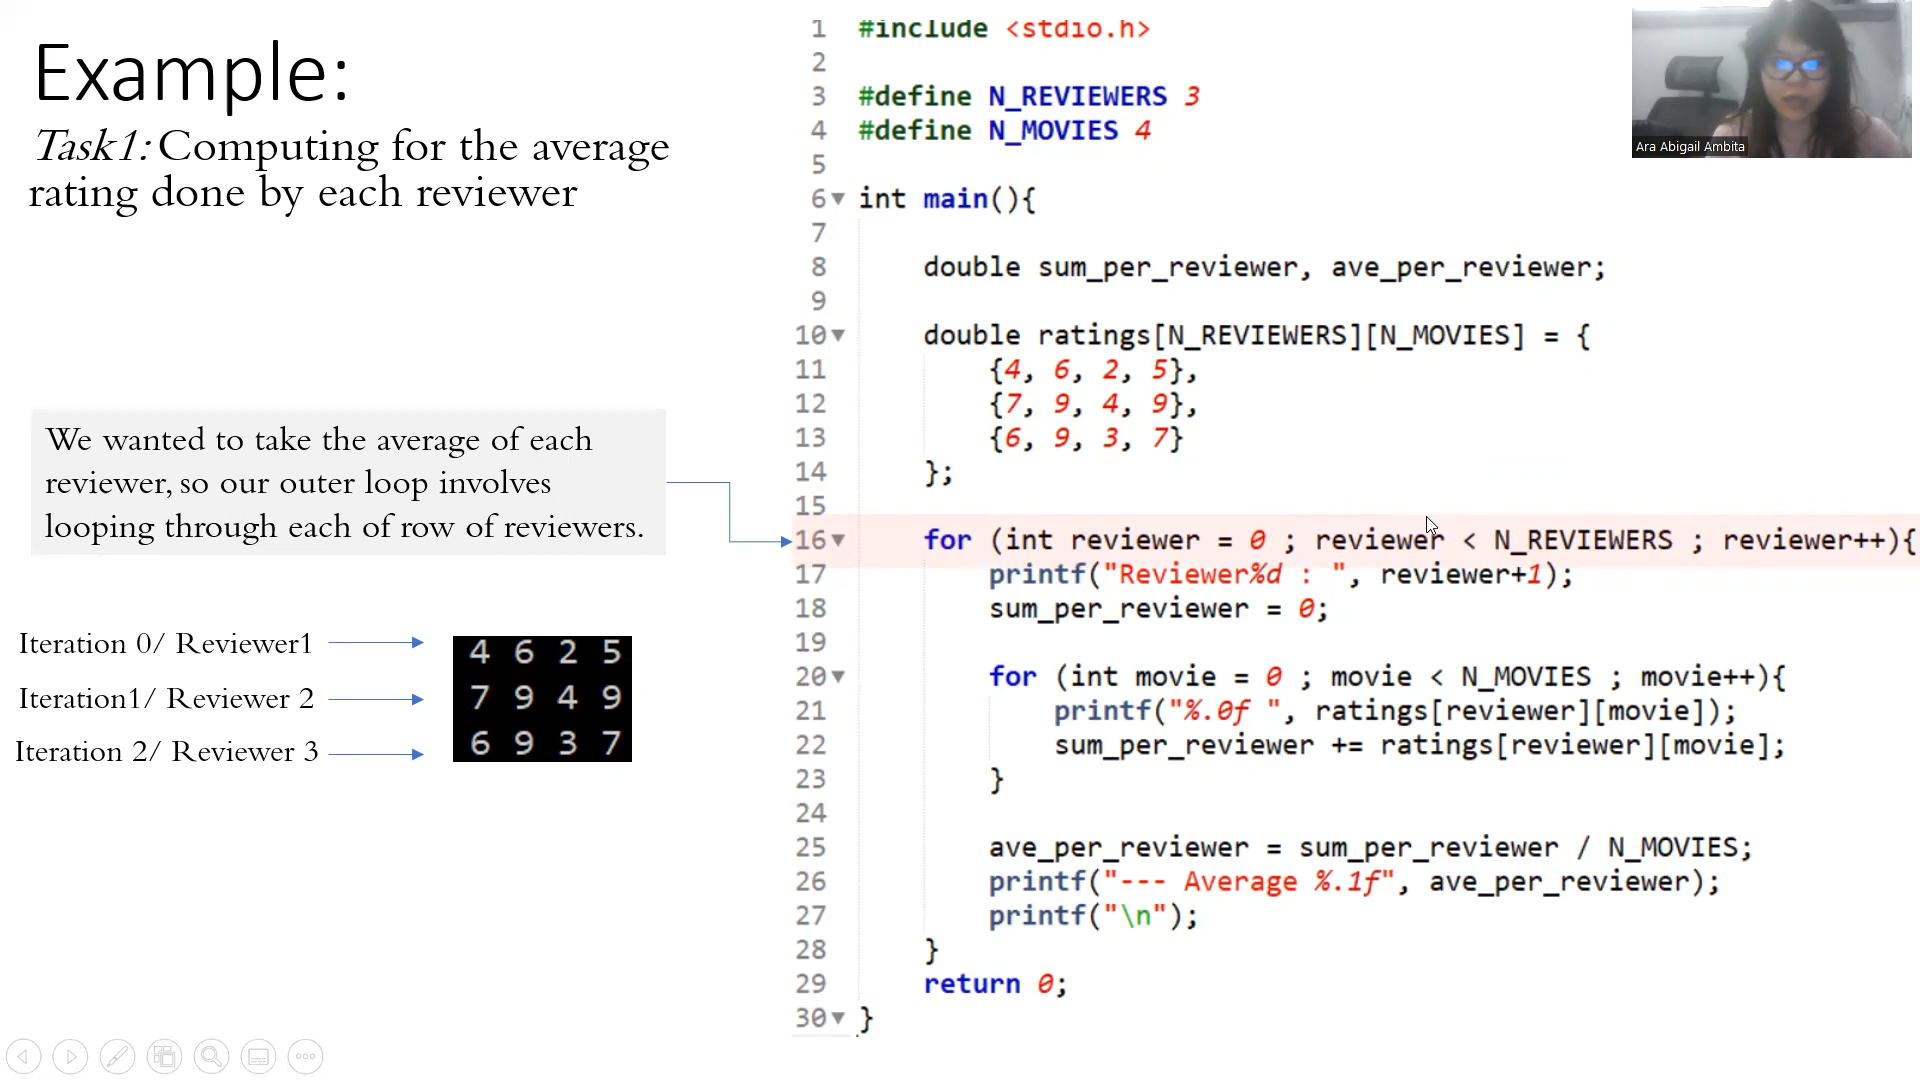 Example:
Task1: Computing for the average
rating done by each reviewer
We wanted to take the average of each
reviewer, so our outer loop involves
looping through each of row of reviewers.
Iteration 0/ Reviewer1
Iteration1/ Reviewer 2
Iteration 2/ Reviewer 3
4 6 2 5
7 9 4 9
6 9 3 7
1 #include <stdio.h>
2
3 #define N_REVIEWERS 3
4 #define N_MOVIES 4
5
6 int main(){
7
8 double sum_per_reviewer, ave_per_reviewer;
9
10 double ratings[N_REVIEWERS][N_MOVIES] = {
11 {4, 6, 2, 5},
12 {7, 9, 4, 9},
13 {6, 9, 3, 7}
14 };
15
16 for (int reviewer = 0 ; reviewer < N_REVIEWERS ; reviewer++){
17 printf("Reviewer%d : ", reviewer+1);
18 sum_per_reviewer = 0;
19
20 for (int movie = 0 ; movie < N_MOVIES ; movie++){
21 printf("%.0f ", ratings[reviewer][movie]);
22 sum_per_reviewer += ratings[reviewer][movie];
23 }
24
25 ave_per_reviewer = sum_per_reviewer / N_MOVIES;
26 printf("--- Average %.1f", ave_per_reviewer);
27 printf("\n");
28 }
29 return 0;
30 }
Ara Abigail Ambita